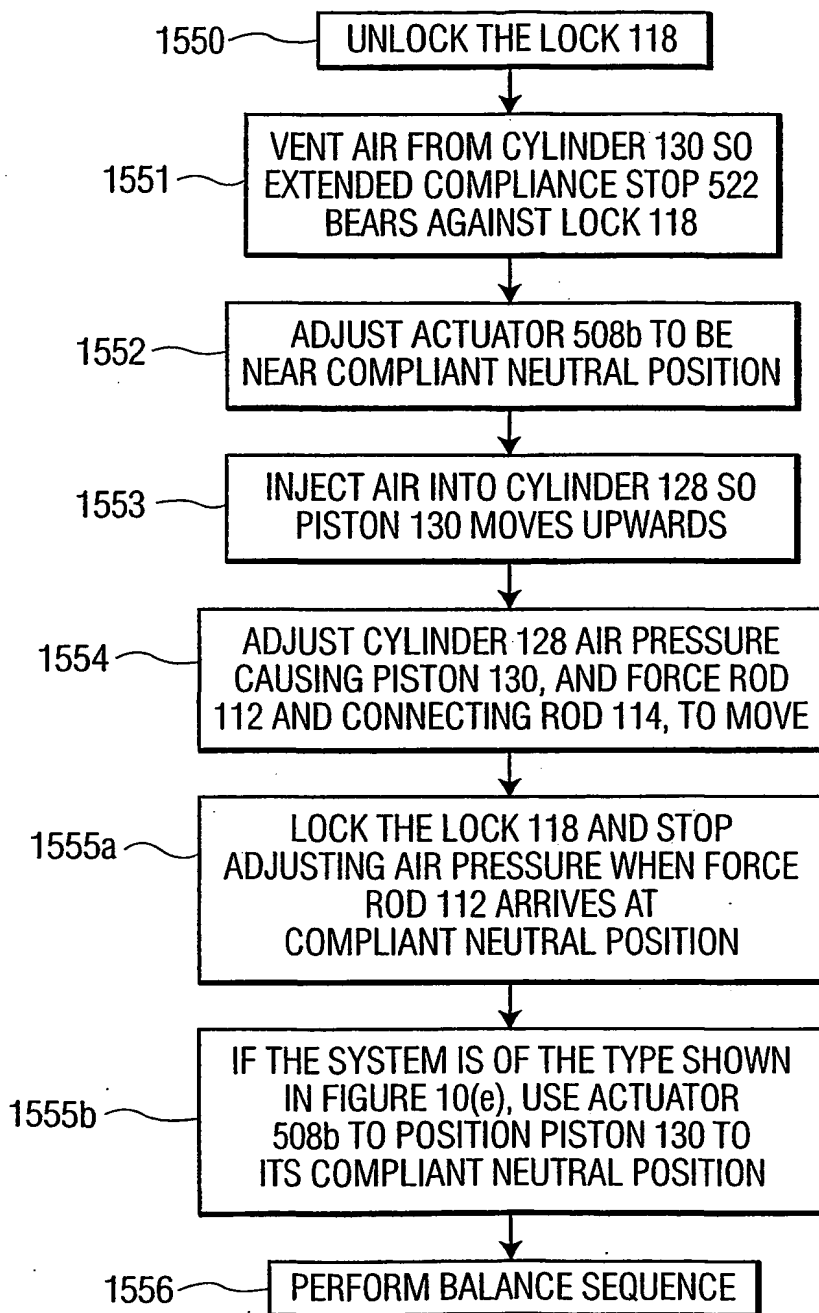 1550
UNLOCK THE LOCK 118
1551
VENT AIR FROM CYLINDER 130 SO
EXTENDED COMPLIANCE STOP 522
BEARS AGAINST LOCK 118
1552
ADJUST ACTUATOR 508b TO BE
NEAR COMPLIANT NEUTRAL POSITION
1553
INJECT AIR INTO CYLINDER 128 SO
PISTON 130 MOVES UPWARDS
1554
ADJUST CYLINDER 128 AIR PRESSURE
CAUSING PISTON 130, AND FORCE ROD
112 AND CONNECTING ROD 114, TO MOVE
1555a
LOCK THE LOCK 118 AND STOP
ADJUSTING AIR PRESSURE WHEN FORCE
ROD 112 ARRIVES AT
COMPLIANT NEUTRAL POSITION
1555b
IF THE SYSTEM IS OF THE TYPE SHOWN
IN FIGURE 10(e), USE ACTUATOR
508b TO POSITION PISTON 130 TO
ITS COMPLIANT NEUTRAL POSITION
1556
PERFORM BALANCE SEQUENCE